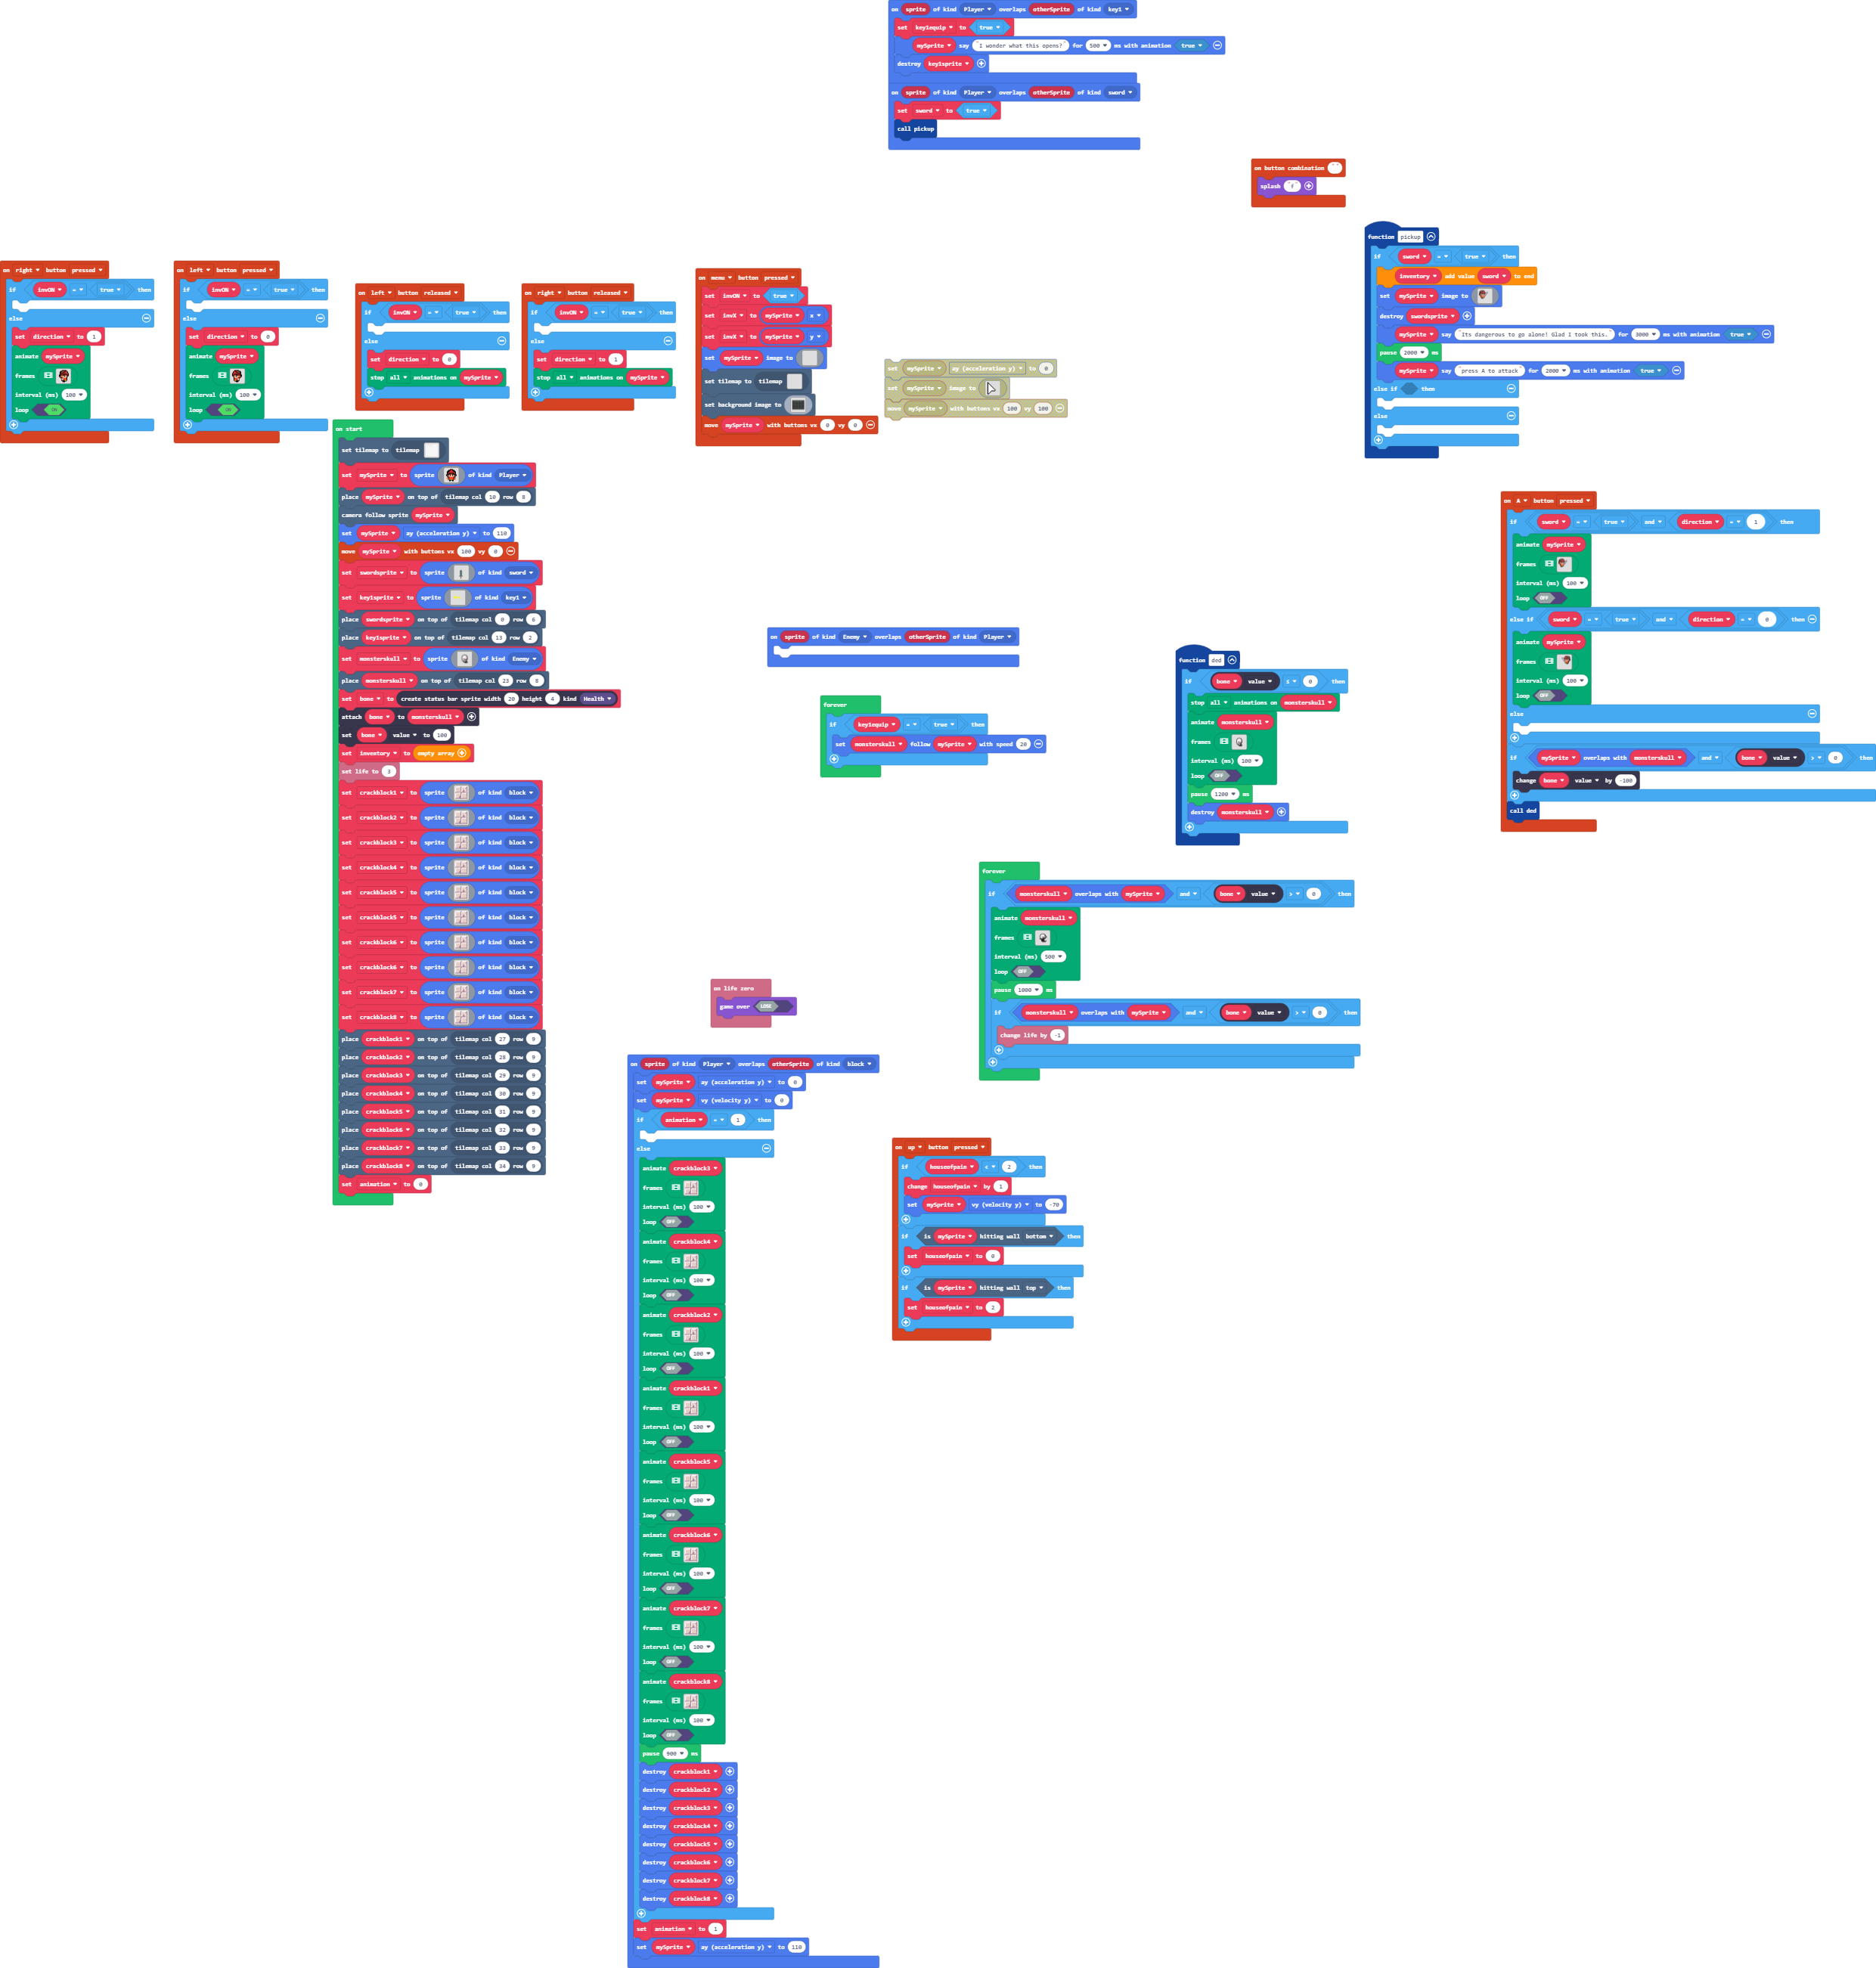 on sprite of kind Player overlaps otherSprite of kind key1
set key1equip to true
mySprite say "I wonder what this opens?" for 500 ms with animation true
destroy key1sprite
on sprite of kind Player overlaps otherSprite of kind sword
set sword to true
call pickup
on button combination ""
splash "f"
function pickup
if sword = true then
inventory add value sword to end
set mySprite image to
destroy swordsprite
mySprite say "Its dangerous to go alone! Glad I took this." for 3000 ms with animation true
pause 2000 ms
mySprite say "press A to attack" for 2000 ms with animation true
else if then
else
on right button pressed
if invON = true then
else
set direction to 1
animate mySprite
frames
interval (ms) 100
loop ON
on left button pressed
if invON = true then
else
set direction to 0
animate mySprite
frames
interval (ms) 100
loop ON
on left button released
if invON = true then
else
set direction to 0
stop all animations on mySprite
on right button released
if invON = true then
else
set direction to 1
stop all animations on mySprite
on menu button pressed
set invON to true
set invX to mySprite x
set invX to mySprite y
set mySprite image to
set tilemap to tilemap
set background image to
move mySprite with buttons vx 0 vy 0
set mySprite ay (acceleration y) to 0
set mySprite image to
move mySprite with buttons vx 100 vy 100
on start
set tilemap to tilemap
set mySprite to sprite of kind Player
place mySprite on top of tilemap col 10 row 8
camera follow sprite mySprite
set mySprite ay (acceleration y) to 110
move mySprite with buttons vx 100 vy 0
set swordsprite to sprite of kind sword
set key1sprite to sprite of kind key1
place swordsprite on top of tilemap col 0 row 6
place key1sprite on top of tilemap col 13 row 2
set monsterskull to sprite of kind Enemy
place monsterskull on top of tilemap col 23 row 8
set bone to create status bar sprite width 20 height 4 kind Health
attach bone to monsterskull
set bone value to 100
set inventory to empty array
set life to 3
set crackblock1 to sprite of kind block
set crackblock2 to sprite of kind block
set crackblock3 to sprite of kind block
set crackblock4 to sprite of kind block
set crackblock5 to sprite of kind block
set crackblock5 to sprite of kind block
set crackblock6 to sprite of kind block
set crackblock6 to sprite of kind block
set crackblock7 to sprite of kind block
set crackblock8 to sprite of kind block
place crackblock1 on top of tilemap col 27 row 9
place crackblock2 on top of tilemap col 28 row 9
place crackblock3 on top of tilemap col 29 row 9
place crackblock4 on top of tilemap col 30 row 9
place crackblock5 on top of tilemap col 31 row 9
place crackblock6 on top of tilemap col 32 row 9
place crackblock7 on top of tilemap col 33 row 9
place crackblock8 on top of tilemap col 34 row 9
set animation to 0
on A button pressed
if sword = true and direction = 1 then
animate mySprite
frames
interval (ms) 100
loop OFF
else if sword = true and direction = 0 then
animate mySprite
frames
interval (ms) 100
loop OFF
else
if mySprite overlaps with monsterskull and bone value > 0 then
change bone value by -100
call ded
on sprite of kind Enemy overlaps otherSprite of kind Player
forever
if key1equip = true then
set monsterskull follow mySprite with speed 20
function ded
if bone value ≤ 0 then
stop all animations on monsterskull
animate monsterskull
frames
interval (ms) 100
loop OFF
pause 1200 ms
destroy monsterskull
forever
if monsterskull overlaps with mySprite and bone value > 0 then
animate monsterskull
frames
interval (ms) 500
loop OFF
pause 1000 ms
if monsterskull overlaps with mySprite and bone value > 0 then
change life by -1
on life zero
game over LOSE
on sprite of kind Player overlaps otherSprite of kind block
set mySprite ay (acceleration y) to 0
set mySprite vy (velocity y) to 0
if animation = 1 then
else
animate crackblock3
frames
interval (ms) 100
loop OFF
animate crackblock4
frames
interval (ms) 100
loop OFF
animate crackblock2
frames
interval (ms) 100
loop OFF
animate crackblock1
frames
interval (ms) 100
loop OFF
animate crackblock5
frames
interval (ms) 100
loop OFF
animate crackblock6
frames
interval (ms) 100
loop OFF
animate crackblock7
frames
interval (ms) 100
loop OFF
animate crackblock8
frames
interval (ms) 100
loop OFF
pause 900 ms
destroy crackblock1
destroy crackblock2
destroy crackblock3
destroy crackblock4
destroy crackblock5
destroy crackblock6
destroy crackblock7
destroy crackblock8
set animation to 1
set mySprite ay (acceleration y) to 110
on up button pressed
if houseofpain < 2 then
change houseofpain by 1
set mySprite vy (velocity y) to -70
if is mySprite hitting wall bottom then
set houseofpain to 0
if is mySprite hitting wall top then
set houseofpain to 2